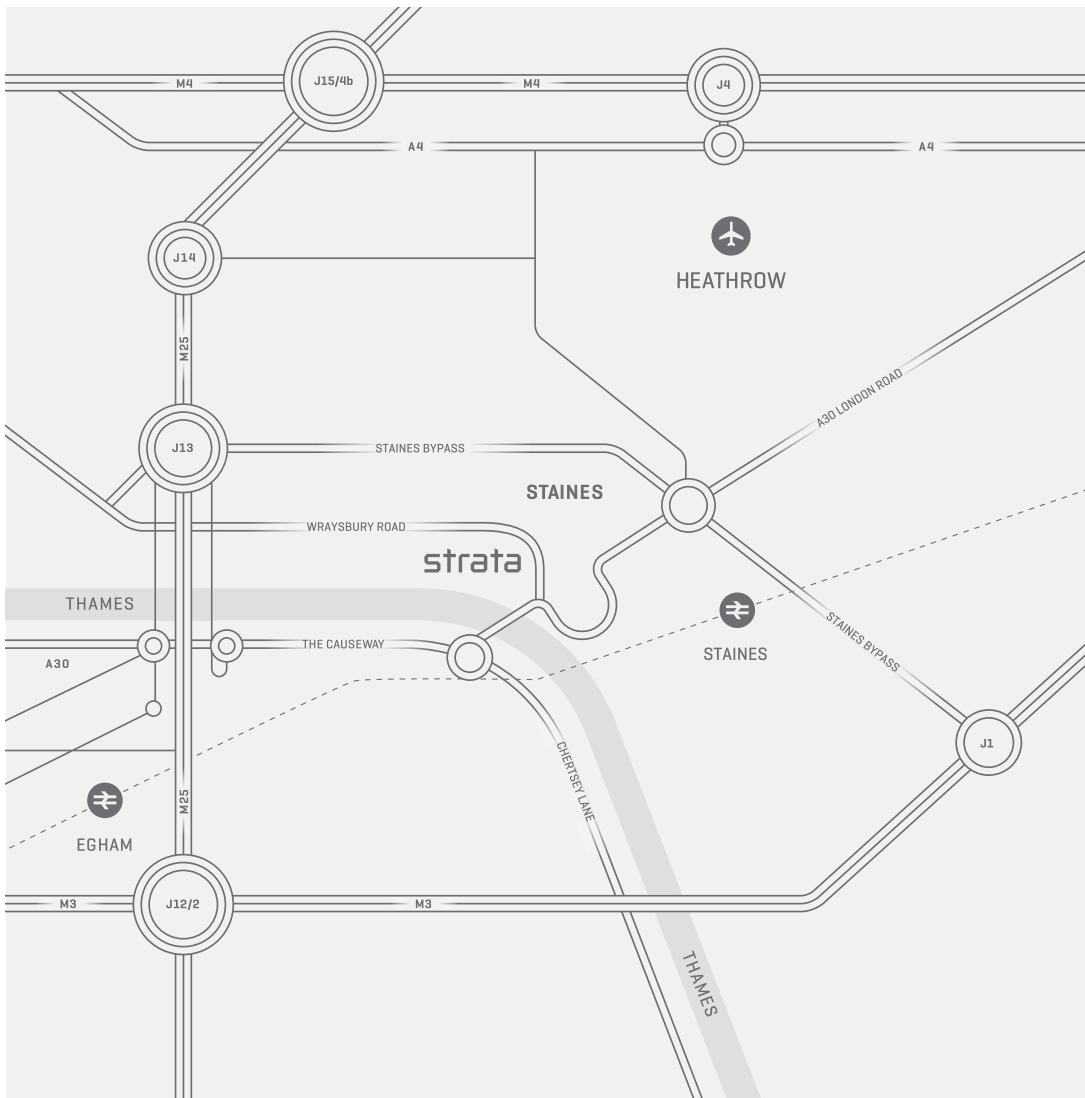 J15/4b
M4
M4
J4
A4
A4
HEATHROW
J14
M25
A30 LONDON ROAD
J13
STAINES BYPASS
STAINES
WRAYSBURY ROAD
strata
THAMES
THE CAUSEWAY
A30
STAINES
STAINES BYPASS
J1
CHERTSEY LANE
M25
EGHAM
M3
J12/2
M3
THAMES